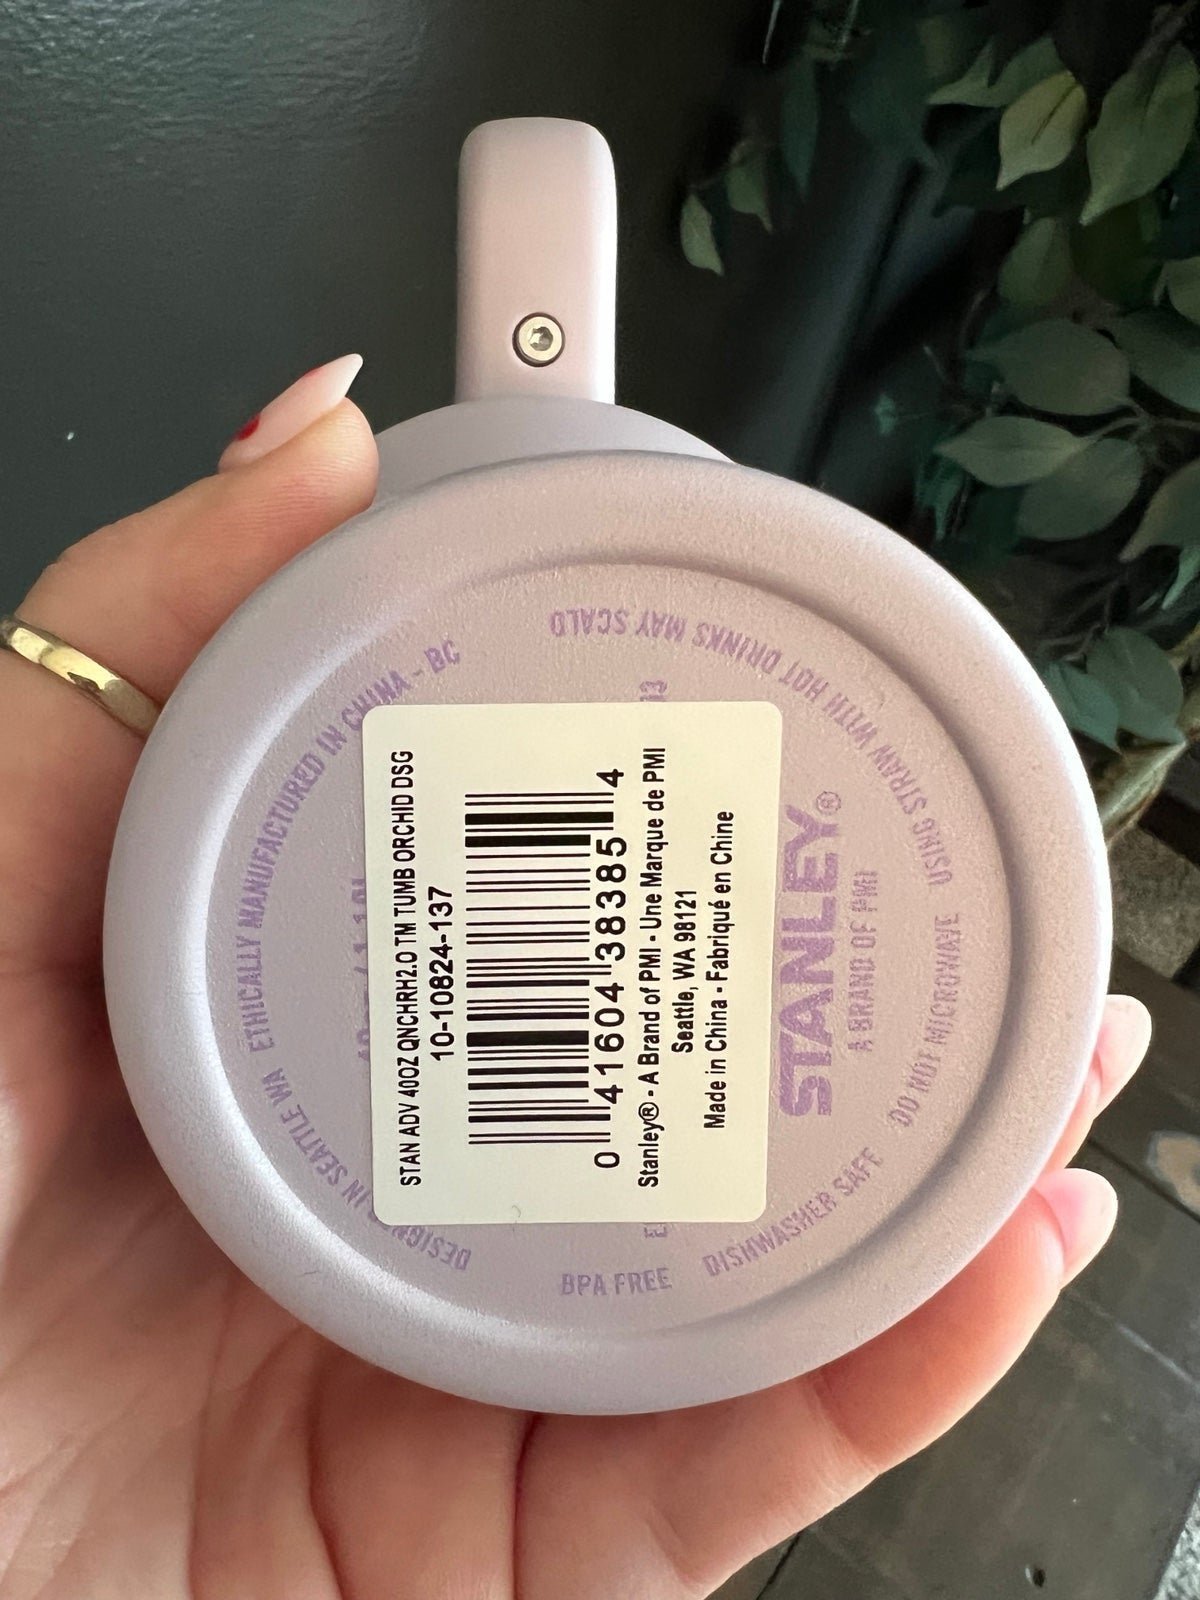 STAN ADV 40OZ QNCHRH2.0 TM TUMB ORCHID DSG
10-10824-137
0 41604 38385 4
Stanley® - A Brand of PMI - Une Marque de PMI
Seattle, WA 98121
Made in China - Fabriqué en Chine
STANLEY®
A BRAND OF PMI
ETHICALLY MANUFACTURED IN CHINA - BC
USING STRAW WITH HOT DRINKS MAY SCALD
DO NOT MICROWAVE
DISHWASHER SAFE
BPA FREE
IN SEATTLE WA